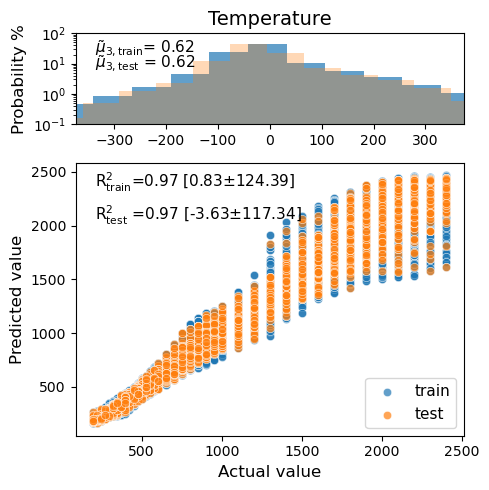 Temperature
Probability %
10²
10¹
10⁰
10⁻¹
μ̃3,train= 0.62
μ̃3,test = 0.62
−300 −200 −100 0 100 200 300
Predicted value
2500
2000
1500
1000
500
R²train=0.97 [0.83±124.39]
R²test =0.97 [-3.63±117.34]
train
test
500 1000 1500 2000 2500
Actual value